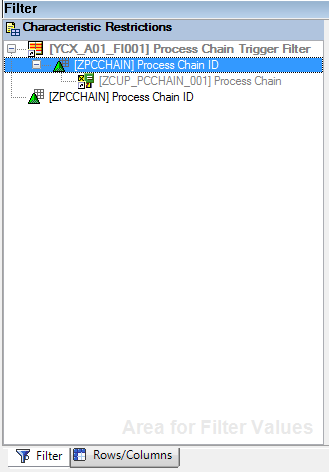 Filter
Characteristic Restrictions
[YCX_A01_FI001] Process Chain Trigger Filter
[ZPCCHAIN] Process Chain ID
[ZCUP_PCCHAIN_001] Process Chain
[ZPCCHAIN] Process Chain ID
Area for Filter Values
Filter Rows/Columns